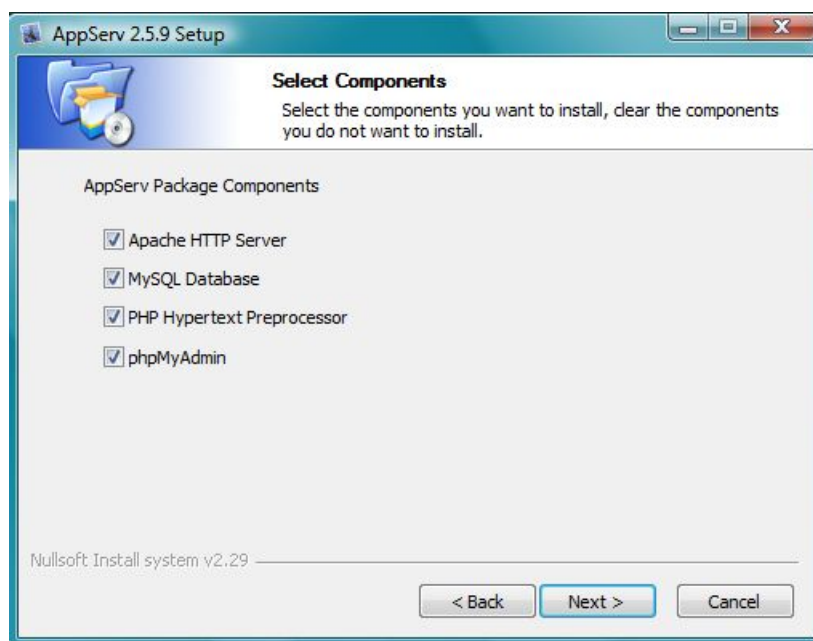 AppServ 2.5.9 Setup
Select Components
Select the components you want to install, clear the components
you do not want to install.
AppServ Package Components
Apache HTTP Server
MySQL Database
PHP Hypertext Preprocessor
phpMyAdmin
Nullsoft Install system v2.29
< Back
Next >
Cancel